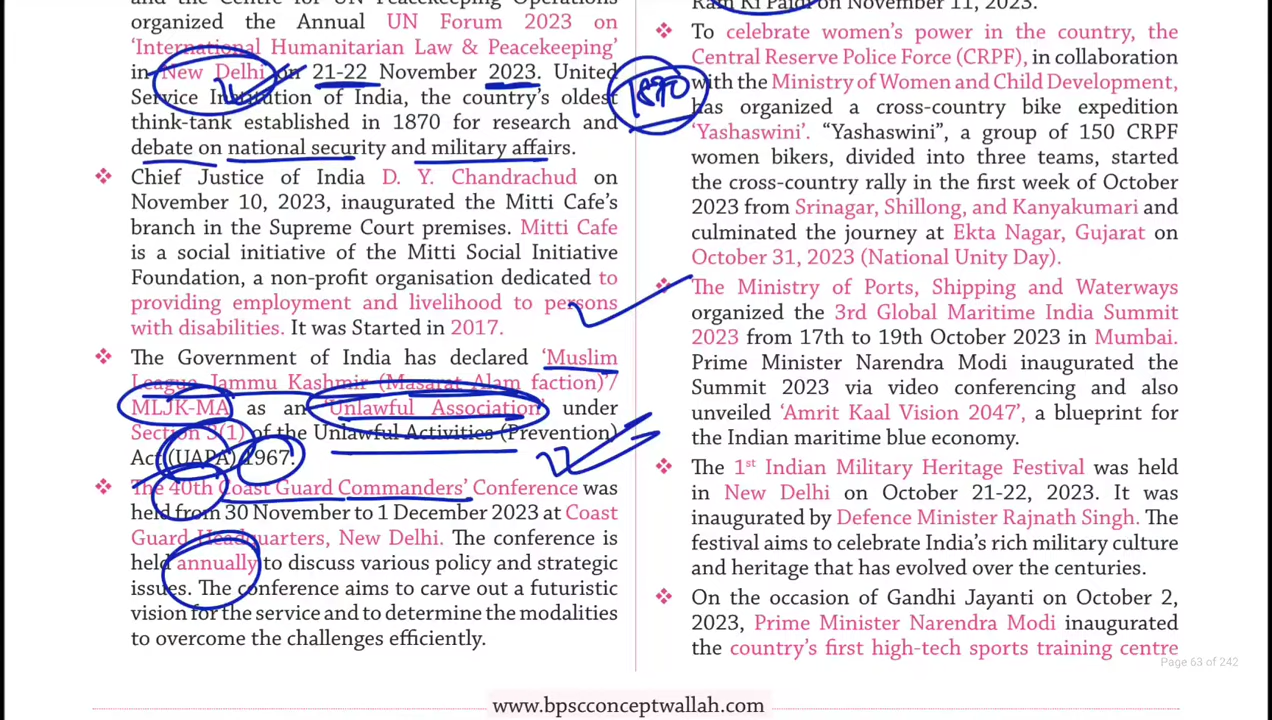 and the Centre for UN Peacekeeping Operations
organized the Annual UN Forum 2023 on
‘International Humanitarian Law & Peacekeeping’
in New Delhi on 21-22 November 2023. United
Service Institution of India, the country’s oldest
think-tank established in 1870 for research and
debate on national security and military affairs.
❖ Chief Justice of India D. Y. Chandrachud on
November 10, 2023, inaugurated the Mitti Cafe’s
branch in the Supreme Court premises. Mitti Cafe
is a social initiative of the Mitti Social Initiative
Foundation, a non-profit organisation dedicated to
providing employment and livelihood to persons
with disabilities. It was Started in 2017.
❖ The Government of India has declared ‘Muslim
League Jammu Kashmir (Masarat Alam faction)’/
MLJK-MA as an ‘Unlawful Association’ under
Section 3(1) of the Unlawful Activities (Prevention)
Act (UAPA) 1967.
❖ The 40th Coast Guard Commanders’ Conference was
held from 30 November to 1 December 2023 at Coast
Guard Headquarters, New Delhi. The conference is
held annually to discuss various policy and strategic
issues. The conference aims to carve out a futuristic
vision for the service and to determine the modalities
to overcome the challenges efficiently.
Ram Ki Paidi on November 11, 2023.
❖ To celebrate women’s power in the country, the
Central Reserve Police Force (CRPF), in collaboration
1870
with the Ministry of Women and Child Development,
has organized a cross-country bike expedition
‘Yashaswini’. “Yashaswini”, a group of 150 CRPF
women bikers, divided into three teams, started
the cross-country rally in the first week of October
2023 from Srinagar, Shillong, and Kanyakumari and
culminated the journey at Ekta Nagar, Gujarat on
October 31, 2023 (National Unity Day).
❖ The Ministry of Ports, Shipping and Waterways
organized the 3rd Global Maritime India Summit
2023 from 17th to 19th October 2023 in Mumbai.
Prime Minister Narendra Modi inaugurated the
Summit 2023 via video conferencing and also
unveiled ‘Amrit Kaal Vision 2047’, a blueprint for
the Indian maritime blue economy.
❖ The 1st Indian Military Heritage Festival was held
in New Delhi on October 21-22, 2023. It was
inaugurated by Defence Minister Rajnath Singh. The
festival aims to celebrate India’s rich military culture
and heritage that has evolved over the centuries.
❖ On the occasion of Gandhi Jayanti on October 2,
2023, Prime Minister Narendra Modi inaugurated
the country’s first high-tech sports training centre
Page 63 of 242
www.bpscconceptwallah.com